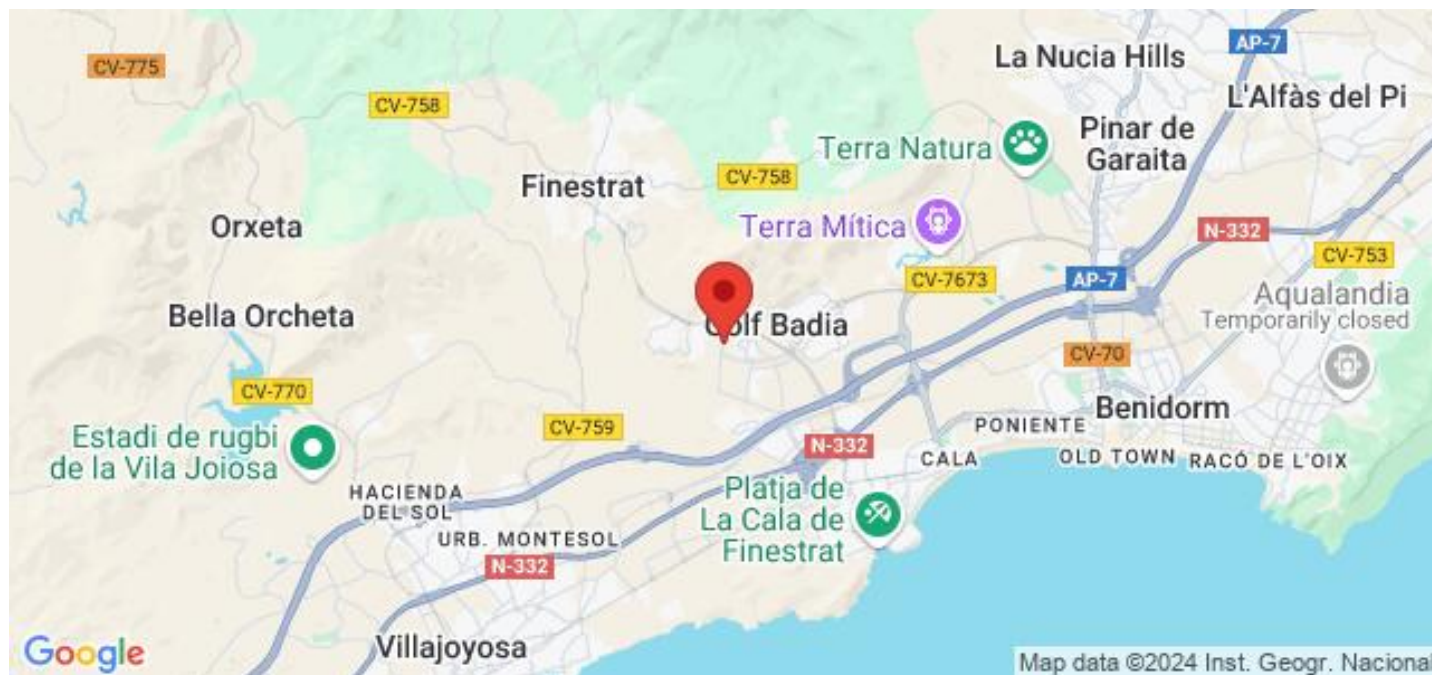 La Nucia Hills
AP-7
CV-775
L'Alfàs del Pi
CV-758
Pinar de
Garaita
Terra Natura
CV-758
Finestrat
Orxeta
Terra Mítica
N-332
CV-753
CV-7673
AP-7
Aqualandia
Temporarily closed
Bella Orcheta
Golf Badia
CV-70
CV-770
Benidorm
PONIENTE
CV-759
N-332
Estadi de rugbi
de la Vila Joiosa
CALA
OLD TOWN
RACÓ DE L'OIX
HACIENDA
DEL SOL
Platja de
La Cala de
Finestrat
URB. MONTESOL
N-332
Villajoyosa
Google
Map data ©2024 Inst. Geogr. Nacional